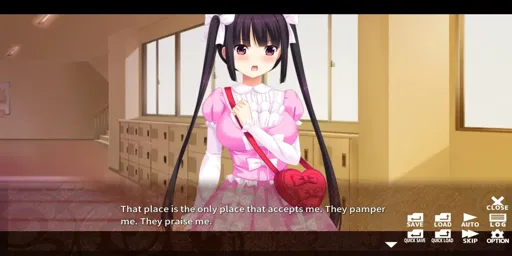 That place is the only place that accepts me. They pamper
me. They praise me.
CLOSE
SAVE LOAD AUTO LOG
QUICK SAVE QUICK LOAD SKIP OPTION